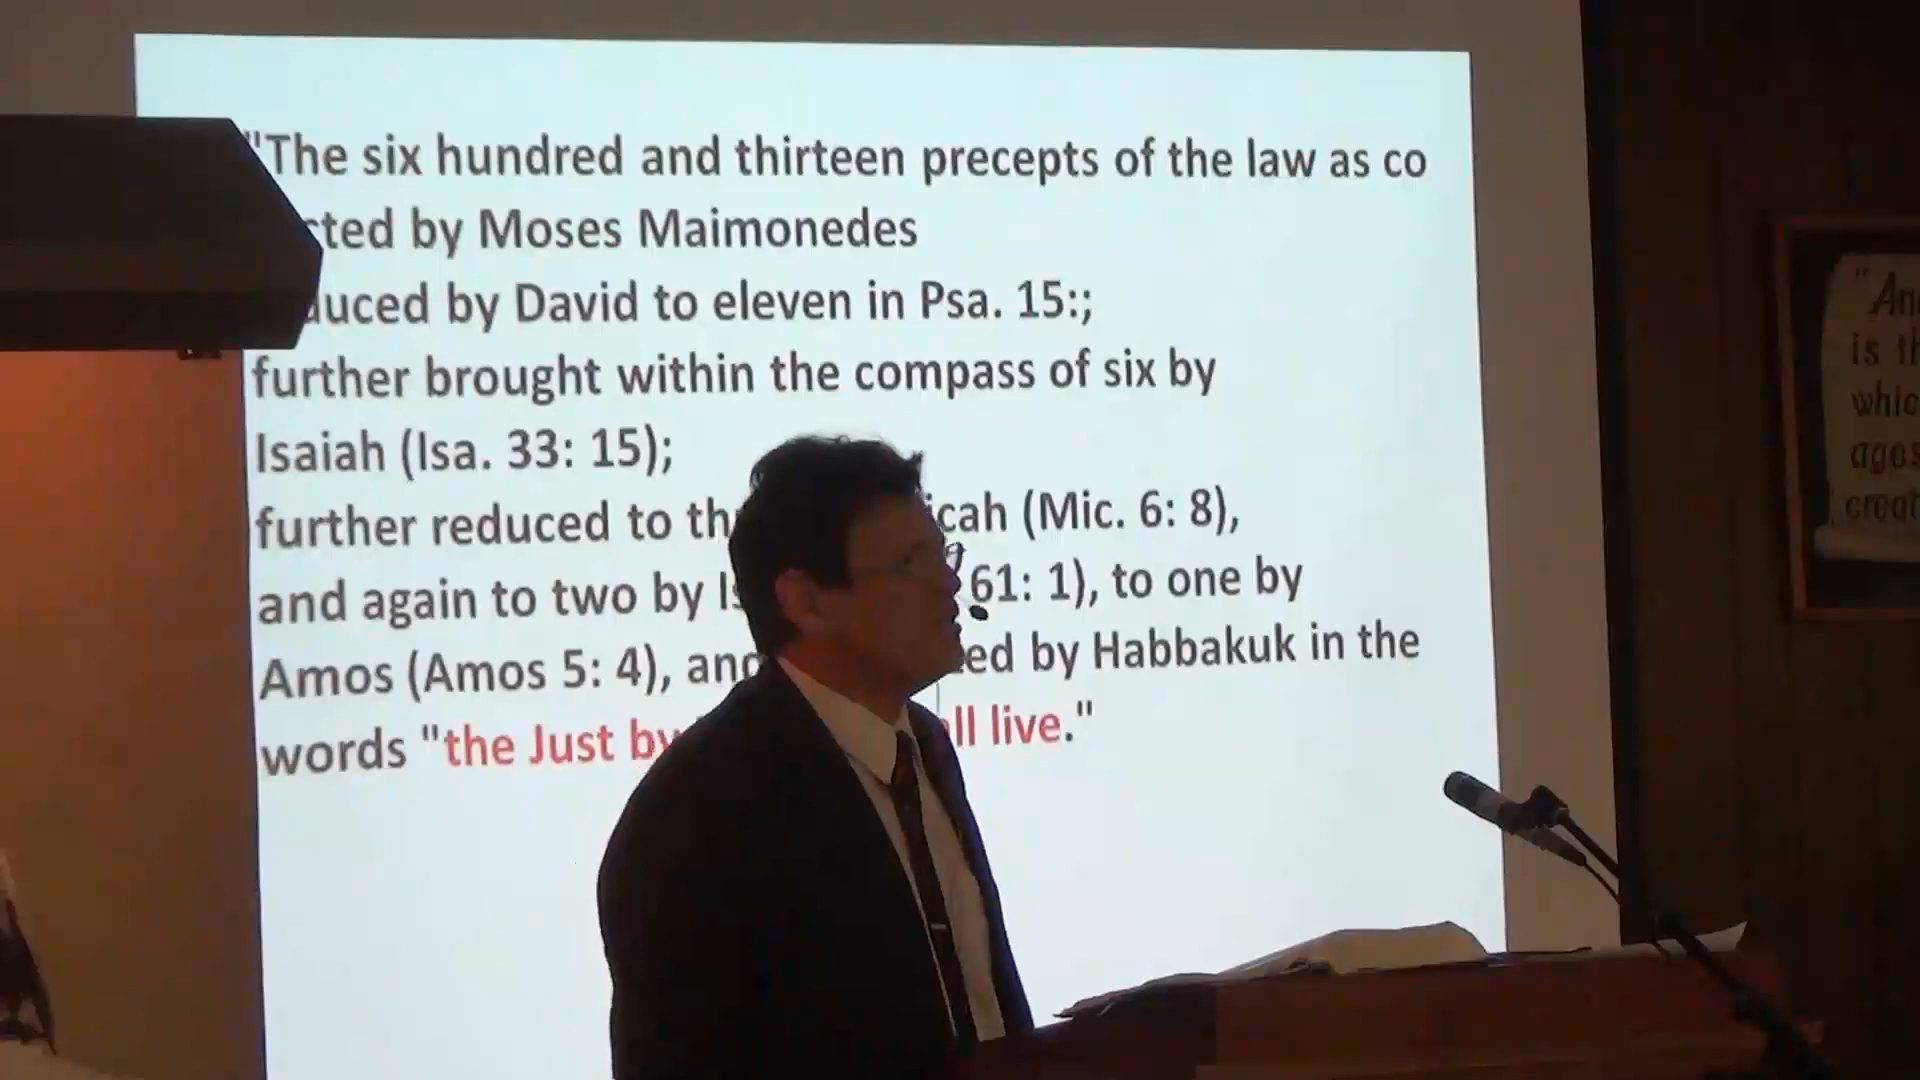 "The six hundred and thirteen precepts of the law as co
cted by Moses Maimonedes
duced by David to eleven in Psa. 15:;
further brought within the compass of six by
Isaiah (Isa. 33: 15);
further reduced to th icah (Mic. 6: 8),
and again to two by Is 61: 1), to one by
Amos (Amos 5: 4), and ed by Habbakuk in the
words "the Just by ll live."
"An
is th
whic
ages
creat